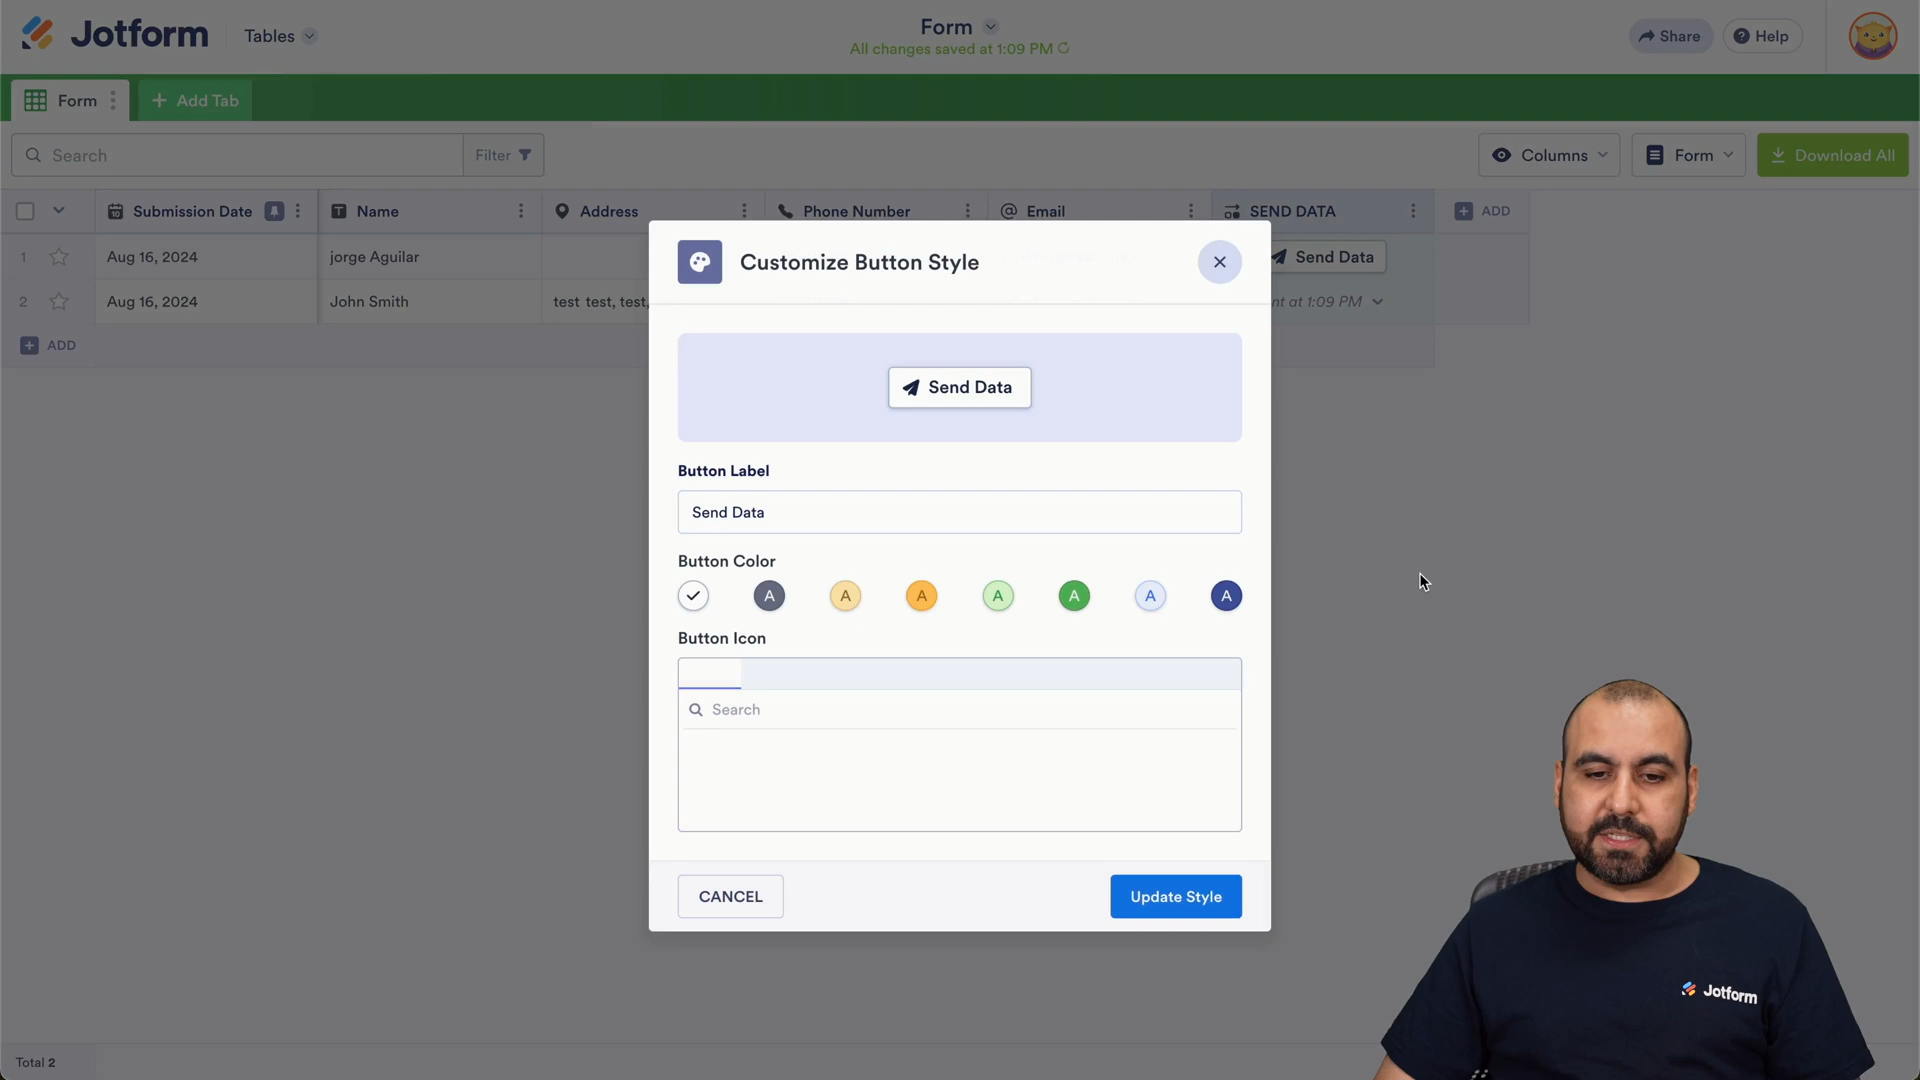 Jotform
Tables
Form
All changes saved at 1:09 PM
Share
Help
Form
Add Tab
Search
Filter
Columns
Form
Download All
Submission Date
Name
Address
Phone Number
Email
SEND DATA
ADD
1
Aug 16, 2024
jorge Aguilar
Send Data
2
Aug 16, 2024
John Smith
test test, test,
nt at 1:09 PM
ADD
Customize Button Style
Send Data
Button Label
Send Data
Button Color
A A A A A A A
Button Icon
Search
CANCEL
Update Style
Jotform
Total 2